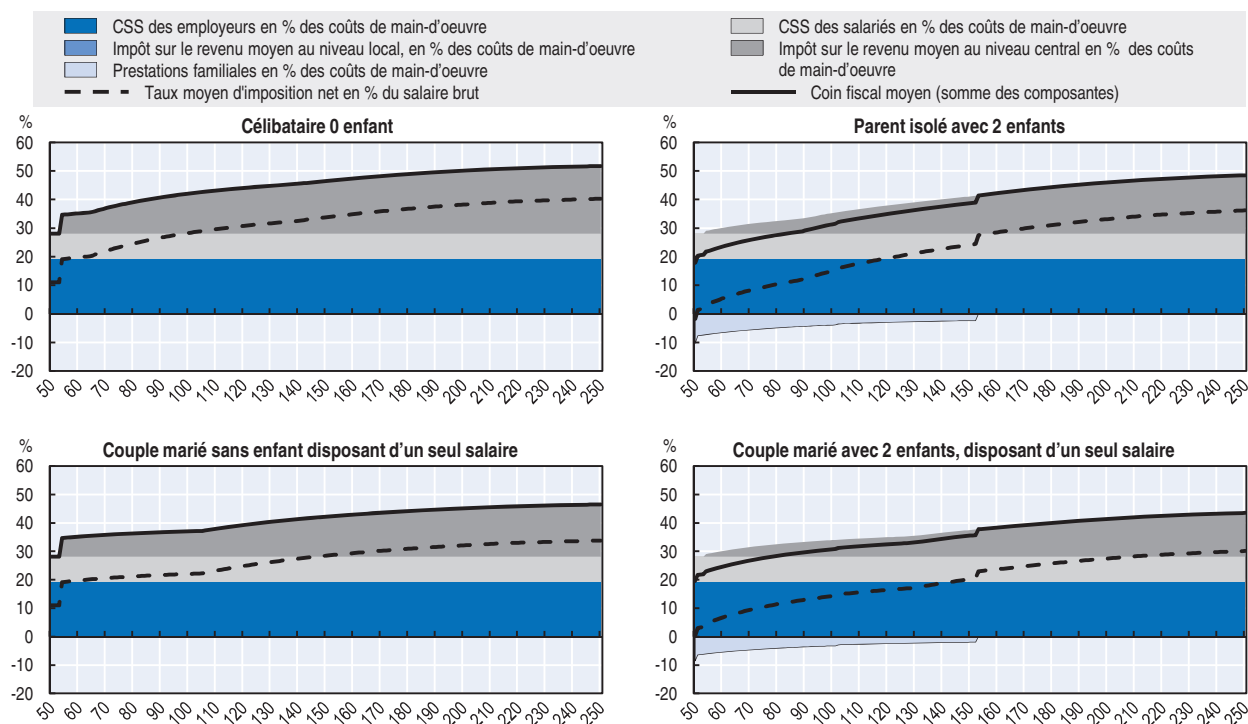 CSS des employeurs en % des coûts de main-d'oeuvre
Impôt sur le revenu moyen au niveau local, en % des coûts de main-d'oeuvre
Prestations familiales en % des coûts de main-d'oeuvre
Taux moyen d'imposition net en % du salaire brut
CSS des salariés en % des coûts de main-d'oeuvre
Impôt sur le revenu moyen au niveau central en % des coûts
de main-d'oeuvre
Coin fiscal moyen (somme des composantes)
%
Célibataire 0 enfant
60
50
40
30
20
10
0
-10
-20
50 60 70 80 90 100 110 120 130 140 150 160 170 180 190 200 210 220 230 240 250
%
Parent isolé avec 2 enfants
60
50
40
30
20
10
0
-10
-20
50 60 70 80 90 100 110 120 130 140 150 160 170 180 190 200 210 220 230 240 250
%
Couple marié sans enfant disposant d’un seul salaire
60
50
40
30
20
10
0
-10
-20
50 60 70 80 90 100 110 120 130 140 150 160 170 180 190 200 210 220 230 240 250
%
Couple marié avec 2 enfants, disposant d’un seul salaire
60
50
40
30
20
10
0
-10
-20
50 60 70 80 90 100 110 120 130 140 150 160 170 180 190 200 210 220 230 240 250